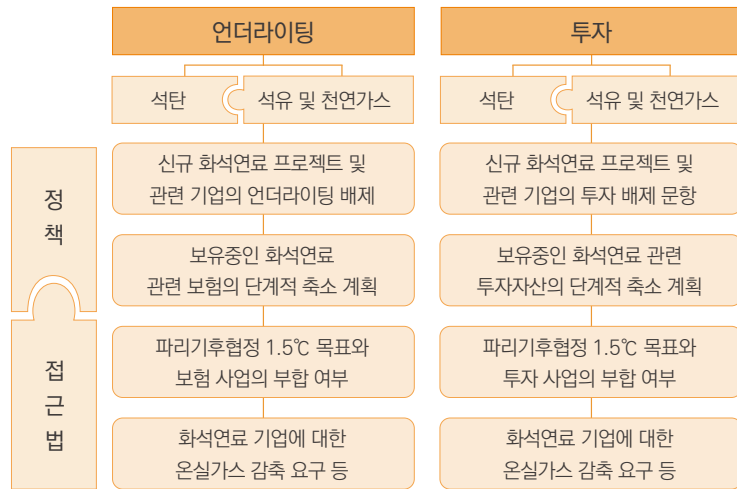 언더라이팅
투자
석탄
석유 및 천연가스
석탄
석유 및 천연가스
정
책
신규 화석연료 프로젝트 및
관련 기업의 언더라이팅 배제
신규 화석연료 프로젝트 및
관련 기업의 투자 배제 문항
보유중인 화석연료
관련 보험의 단계적 축소 계획
보유중인 화석연료 관련
투자자산의 단계적 축소 계획
접
근
법
파리기후협정 1.5℃ 목표와
보험 사업의 부합 여부
파리기후협정 1.5℃ 목표와
투자 사업의 부합 여부
화석연료 기업에 대한
온실가스 감축 요구 등
화석연료 기업에 대한
온실가스 감축 요구 등